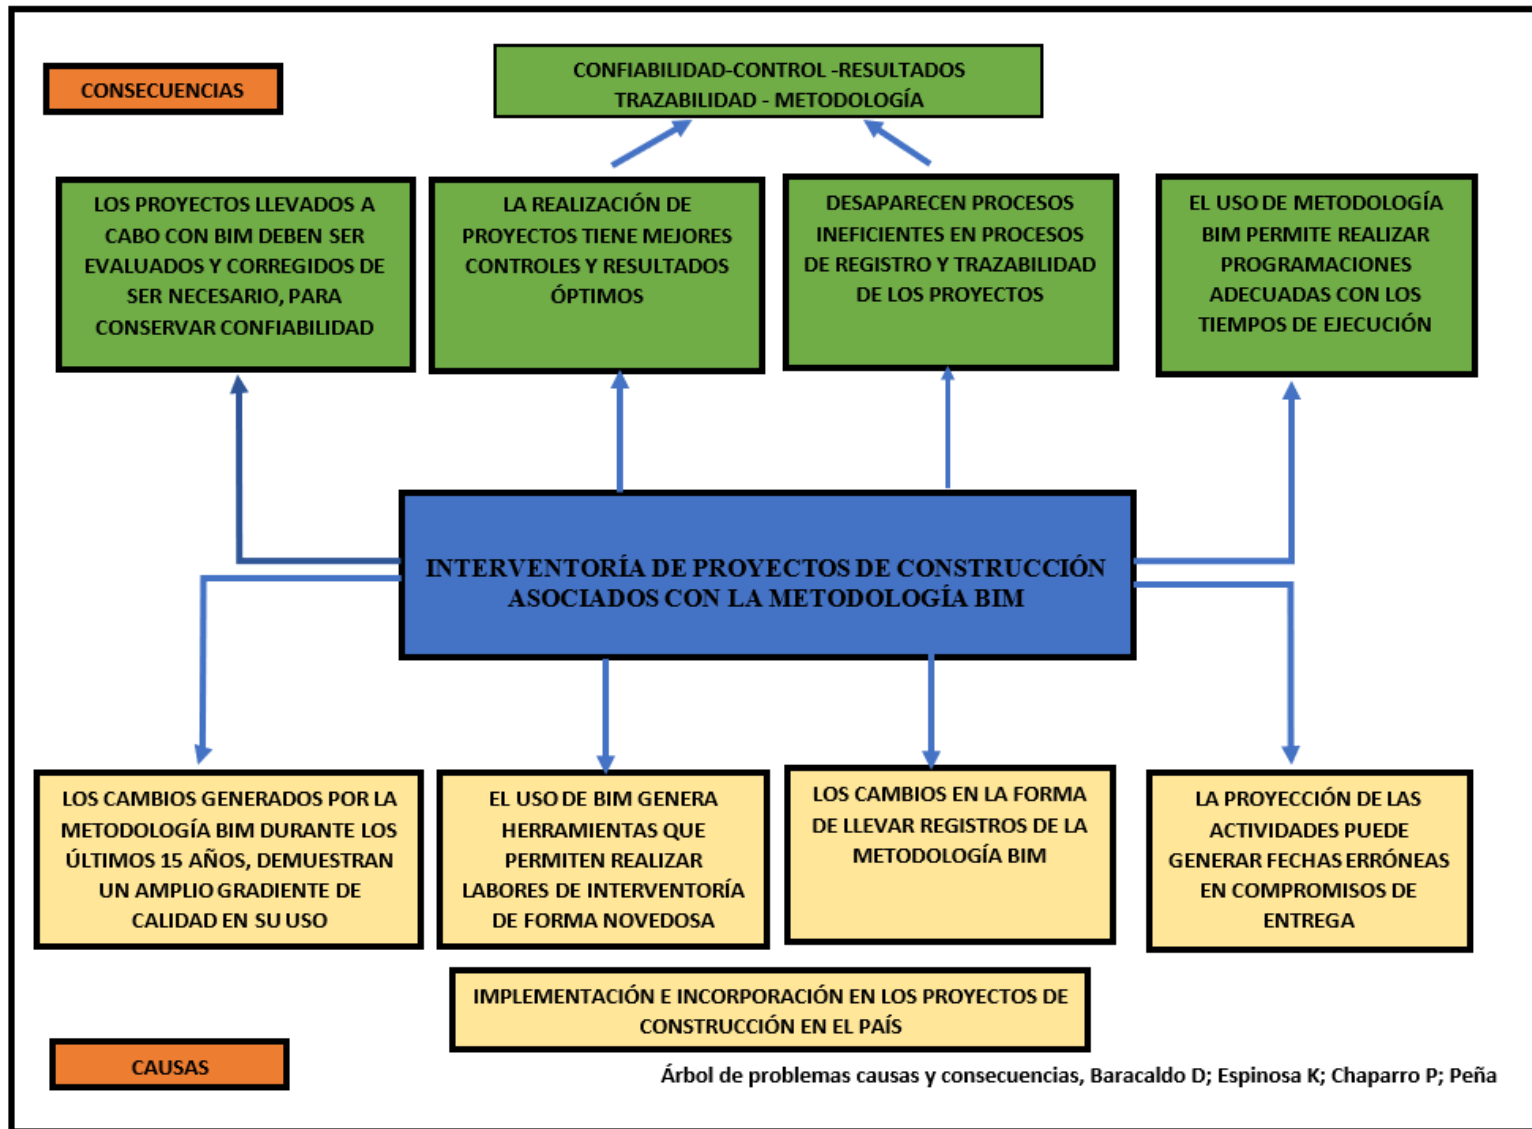 CONSECUENCIAS
CONFIABILIDAD-CONTROL -RESULTADOS
TRAZABILIDAD - METODOLOGÍA
LOS PROYECTOS LLEVADOS A
CABO CON BIM DEBEN SER
EVALUADOS Y CORREGIDOS DE
SER NECESARIO, PARA
CONSERVAR CONFIABILIDAD
LA REALIZACIÓN DE
PROYECTOS TIENE MEJORES
CONTROLES Y RESULTADOS
ÓPTIMOS
DESAPARECEN PROCESOS
INEFICIENTES EN PROCESOS
DE REGISTRO Y TRAZABILIDAD
DE LOS PROYECTOS
EL USO DE METODOLOGÍA
BIM PERMITE REALIZAR
PROGRAMACIONES
ADECUADAS CON LOS
TIEMPOS DE EJECUCIÓN
INTERVENTORÍA DE PROYECTOS DE CONSTRUCCIÓN
ASOCIADOS CON LA METODOLOGÍA BIM
LOS CAMBIOS GENERADOS POR LA
METODOLOGÍA BIM DURANTE LOS
ÚLTIMOS 15 AÑOS, DEMUESTRAN
UN AMPLIO GRADIENTE DE
CALIDAD EN SU USO
EL USO DE BIM GENERA
HERRAMIENTAS QUE
PERMITEN REALIZAR
LABORES DE INTERVENTORÍA
DE FORMA NOVEDOSA
LOS CAMBIOS EN LA FORMA
DE LLEVAR REGISTROS DE LA
METODOLOGÍA BIM
LA PROYECCIÓN DE LAS
ACTIVIDADES PUEDE
GENERAR FECHAS ERRÓNEAS
EN COMPROMISOS DE
ENTREGA
IMPLEMENTACIÓN E INCORPORACIÓN EN LOS PROYECTOS DE
CONSTRUCCIÓN EN EL PAÍS
CAUSAS
Árbol de problemas causas y consecuencias, Baracaldo D; Espinosa K; Chaparro P; Peña